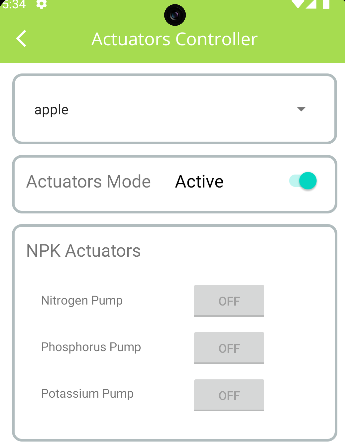 5:34
Actuators Controller
apple
Actuators Mode Active
NPK Actuators
Nitrogen Pump OFF
Phosphorus Pump OFF
Potassium Pump OFF